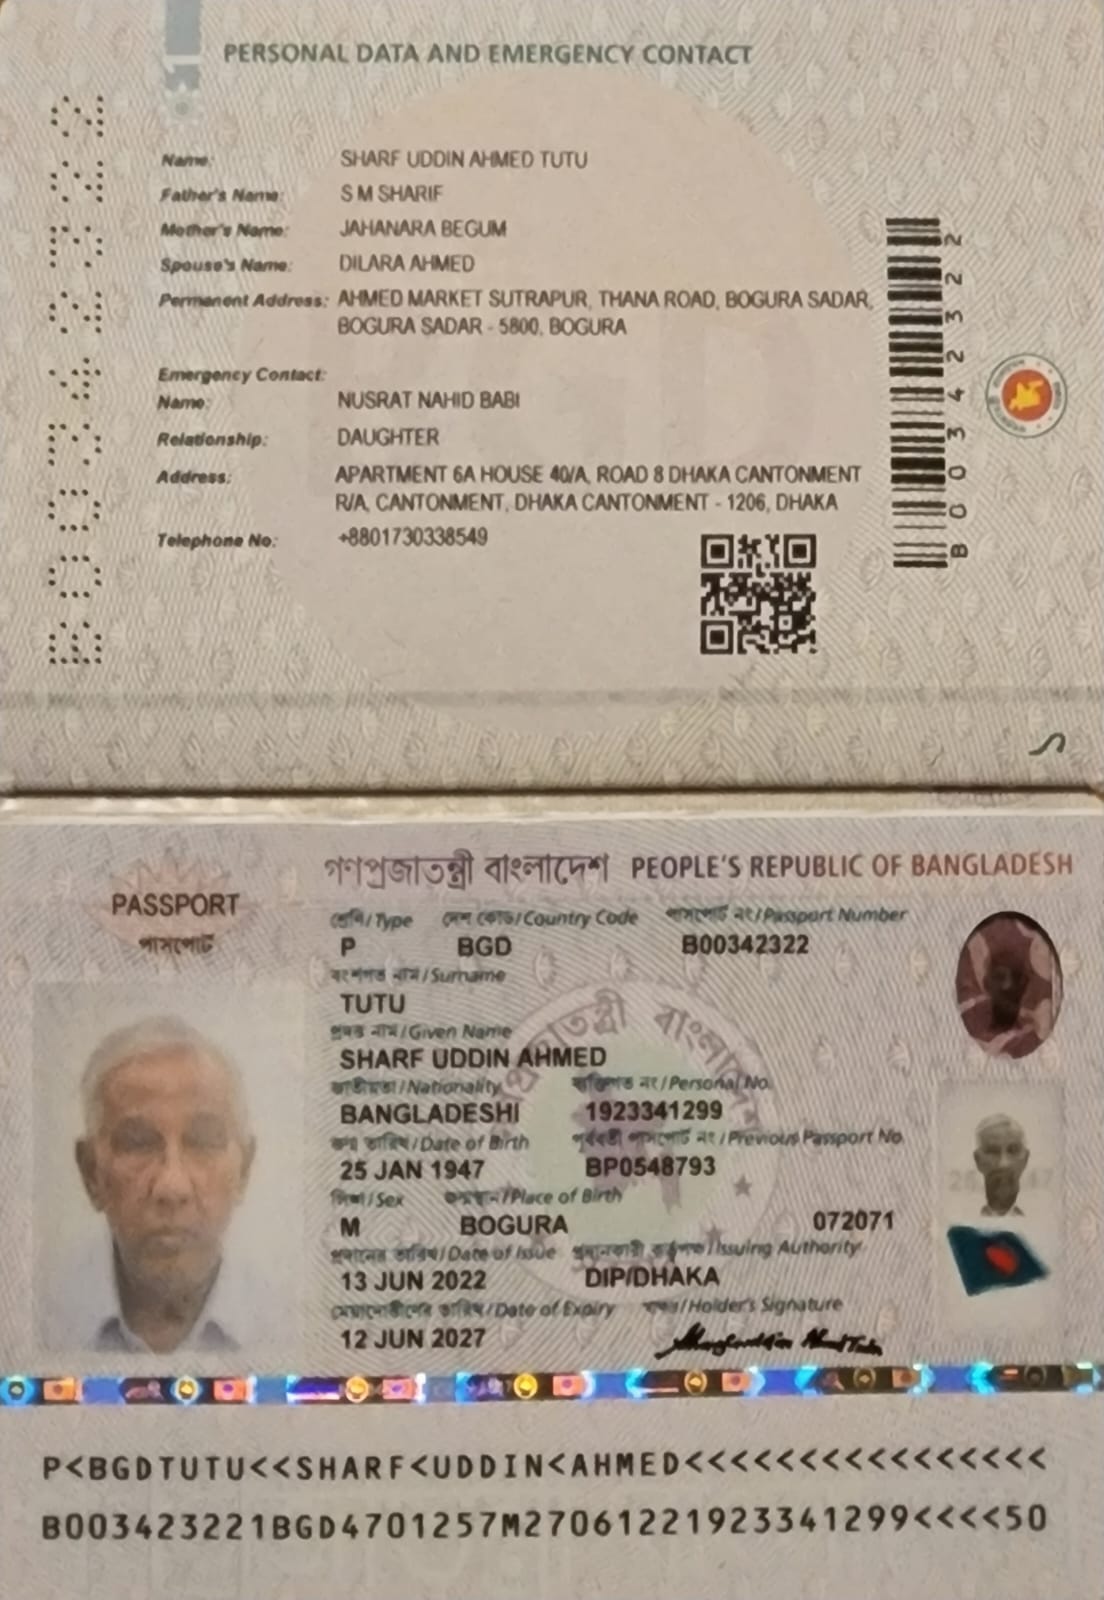 PERSONAL DATA AND EMERGENCY CONTACT
Name: SHARF UDDIN AHMED TUTU
Father's Name: S M SHARIF
Mother's Name: JAHANARA BEGUM
Spouse's Name: DILARA AHMED
Permanent Address: AHMED MARKET SUTRAPUR, THANA ROAD, BOGURA SADAR,
BOGURA SADAR - 5800, BOGURA
Emergency Contact:
Name: NUSRAT NAHID BABI
Relationship: DAUGHTER
Address: APARTMENT 6A HOUSE 40/A, ROAD 8 DHAKA CANTONMENT
R/A, CANTONMENT, DHAKA CANTONMENT - 1206, DHAKA
Telephone No: +8801730338549
B00342322
B00342322
গণপ্রজাতন্ত্রী বাংলাদেশ PEOPLE'S REPUBLIC OF BANGLADESH
PASSPORT
পাসপোর্ট
শ্রেণি/Type দেশ কোড/Country Code পাসপোর্ট নং/Passport Number
P BGD B00342322
বংশগত নাম/Surname
TUTU
প্রদত্ত নাম/Given Name
SHARF UDDIN AHMED
জাতীয়তা/Nationality ব্যক্তিগত নং/Personal No.
BANGLADESHI 1923341299
জন্ম তারিখ/Date of Birth পূর্ববর্তী পাসপোর্ট নং/Previous Passport No.
25 JAN 1947 BP0548793
লিঙ্গ/Sex জন্মস্থান/Place of Birth
M BOGURA 072071
প্রদানের তারিখ/Date of Issue প্রদানকারী কর্তৃপক্ষ/Issuing Authority
13 JUN 2022 DIP/DHAKA
মেয়াদোত্তীর্ণের তারিখ/Date of Expiry স্বাক্ষর/Holder's Signature
12 JUN 2027
P<BGDTUTU<<SHARF<UDDIN<AHMED<<<<<<<<<<<<<<<<
B003423221BGD4701257M27061221923341299<<<<50